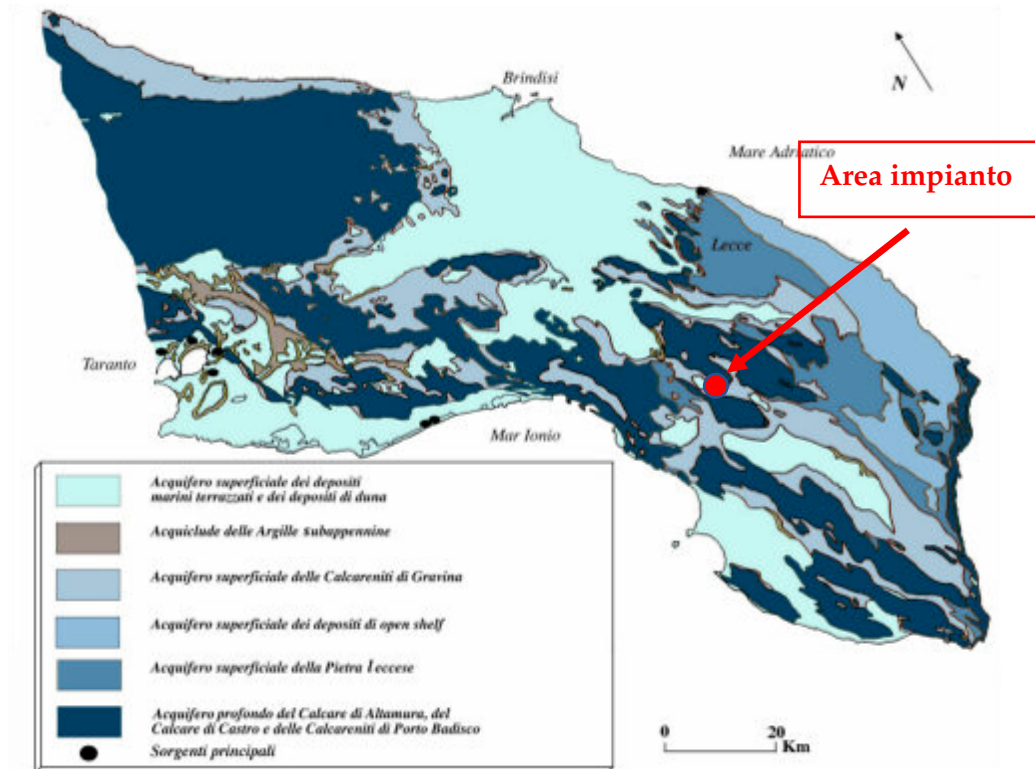 Brindisi
N
Mare Adriatico
Area impianto
Lecce
Taranto
Mar Ionio
Acquifero superficiale dei depositi
marini terrazzati e dei depositi di duna
Acquiclude delle Argille subappennine
Acquifero superficiale delle Calcareniti di Gravina
Acquifero superficiale dei depositi di open shelf
Acquifero superficiale della Pietra leccese
Acquifero profondo del Calcare di Altamura, del
Calcare di Castro e delle Calcareniti di Porto Badisco
Sorgenti principali
0 20
Km